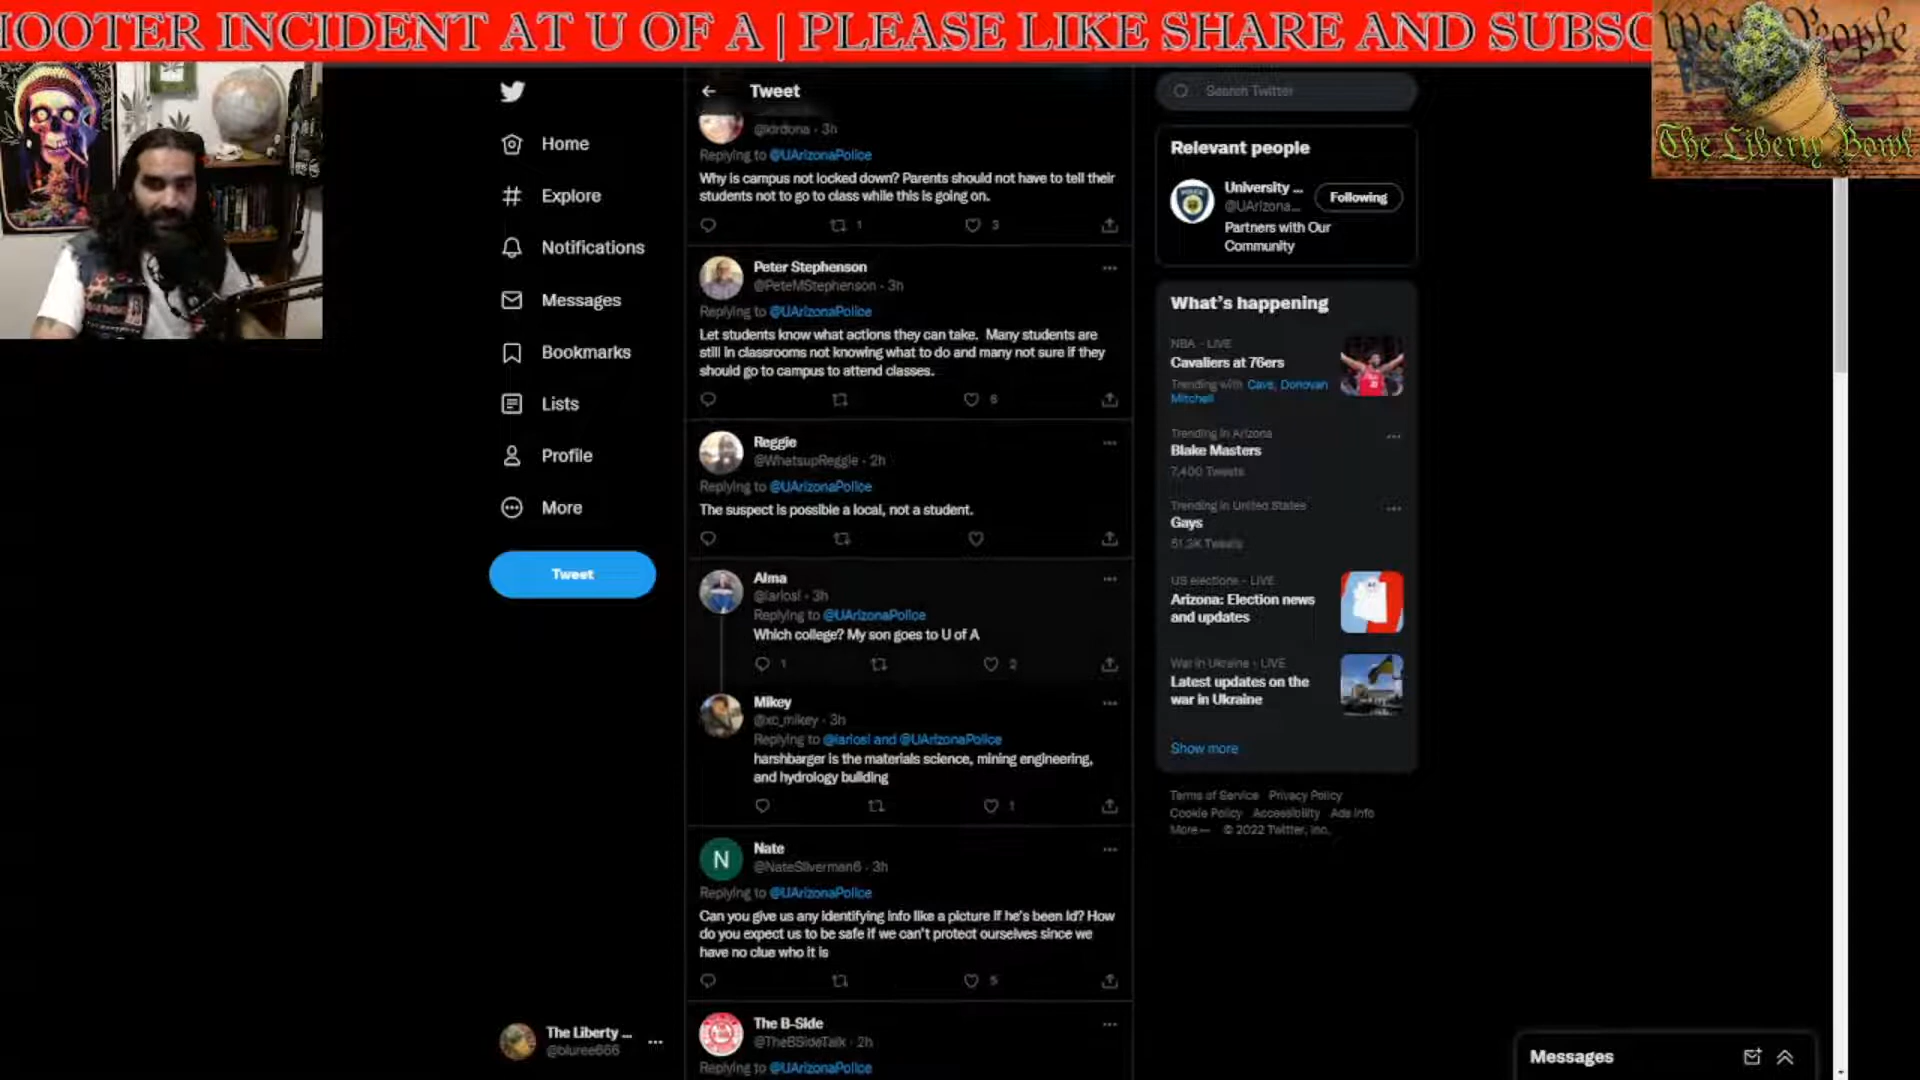 HOOTER INCIDENT AT U OF A | PLEASE LIKE SHARE AND SUBSC
We The People
The Liberty Bowl
Home
Explore
Notifications
Messages
Bookmarks
Lists
Profile
More
Tweet
The Liberty ...
@bluree666
Tweet
@kirdona · 3h
Replying to @UArizonaPolice
Why is campus not locked down? Parents should not have to tell their
students not to go to class while this is going on.
1
3
Peter Stephenson
@PeteMStephenson · 3h
Replying to @UArizonaPolice
Let students know what actions they can take. Many students are
still in classrooms not knowing what to do and many not sure if they
should go to campus to attend classes.
6
Reggie
@WhatsupReggie · 2h
Replying to @UArizonaPolice
The suspect is possible a local, not a student.
Alma
@iarlosi · 3h
Replying to @UArizonaPolice
Which college? My son goes to U of A
1
2
Mikey
@xc_mikey · 3h
Replying to @iarlosi and @UArizonaPolice
harshbarger is the materials science, mining engineering,
and hydrology building
1
N
Nate
@NateSilverman6 · 3h
Replying to @UArizonaPolice
Can you give us any identifying info like a picture if he's been id? How
do you expect us to be safe if we can't protect ourselves since we
have no clue who it is
5
The B-Side
@TheBSideTalk · 2h
Replying to @UArizonaPolice
Search Twitter
Relevant people
University ...
@UArizona...
Following
Partners with Our
Community
What's happening
NBA · LIVE
Cavaliers at 76ers
Trending with Cavs, Donovan
Mitchell
Trending in Arizona
Blake Masters
7,400 Tweets
Trending in United States
Gays
51.3K Tweets
US elections · LIVE
Arizona: Election news
and updates
War in Ukraine · LIVE
Latest updates on the
war in Ukraine
Show more
Terms of Service Privacy Policy
Cookie Policy Accessibility Ads info
More ··· © 2022 Twitter, Inc.
Messages